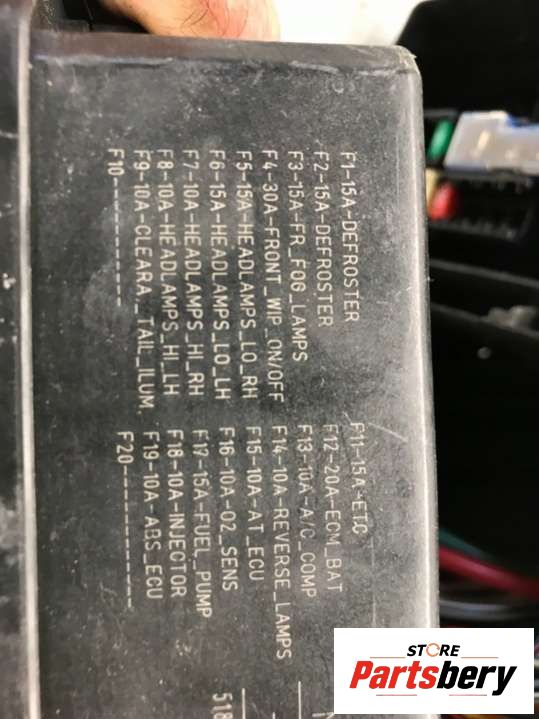 F1-15A-DEFROSTER
F2-15A-DEFROSTER
F3-15A-FR_FOG_LAMPS
F4-30A-FRONT_WIP_ON/OFF
F5-15A-HEADLAMPS_LO_RH
F6-15A-HEADLAMPS_LO_LH
F7-10A-HEADLAMPS_HI_RH
F8-10A-HEADLAMPS_HI_LH
F9-10A-CLEARA/_TAIL_ILUM.
F10--------------
F11-15A-ETC
F12-20A-ECM_BAT
F13-10A-A/C_COMP
F14-10A-REVERSE_LAMPS
F15-10A-AT_ECU
F16-10A-O2_SENS
F17-15A-FUEL_PUMP
F18-10A-INJECTOR
F19-10A-ABS_ECU
F20--------------
518
STORE
Partsbery